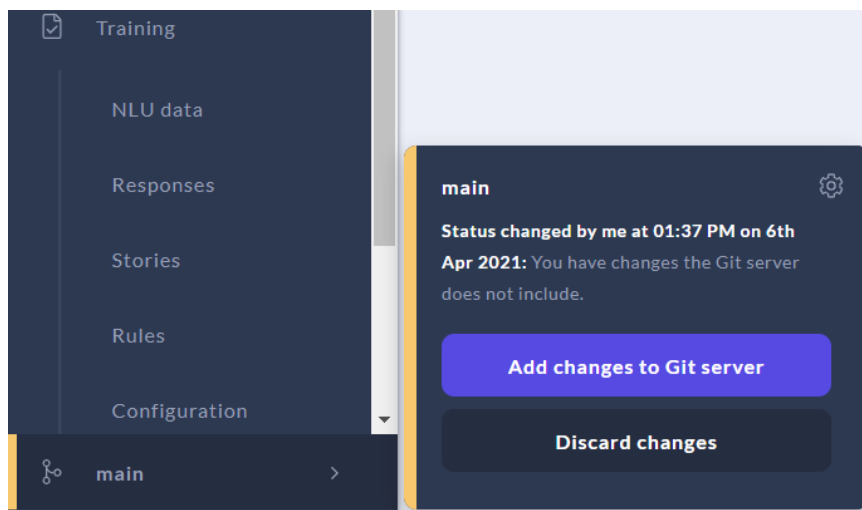 Training
NLU data
Responses
Stories
Rules
Configuration
main
main
Status changed by me at 01:37 PM on 6th
Apr 2021: You have changes the Git server
does not include.
Add changes to Git server
Discard changes